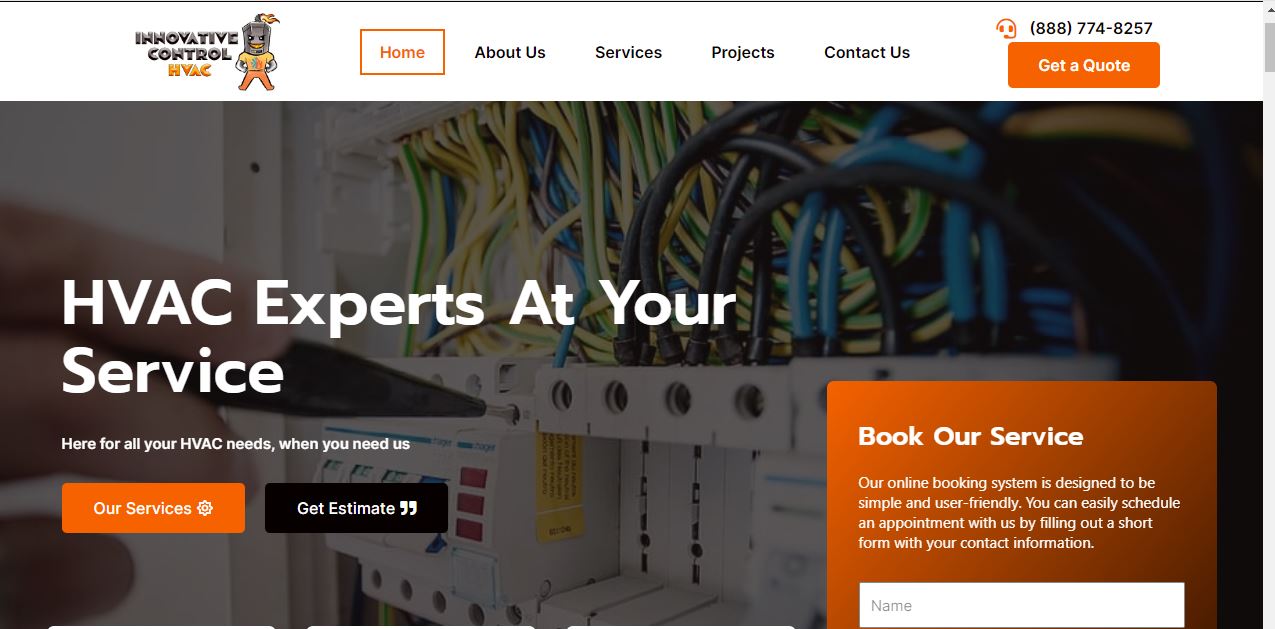 INNOVATIVE
CONTROL
HVAC
Home
About Us
Services
Projects
Contact Us
(888) 774-8257
Get a Quote
HVAC Experts At Your
Service
Here for all your HVAC needs, when you need us
Our Services
Get Estimate
hager
hager
Book Our Service
Our online booking system is designed to be
simple and user-friendly. You can easily schedule
an appointment with us by filling out a short
form with your contact information.
Name